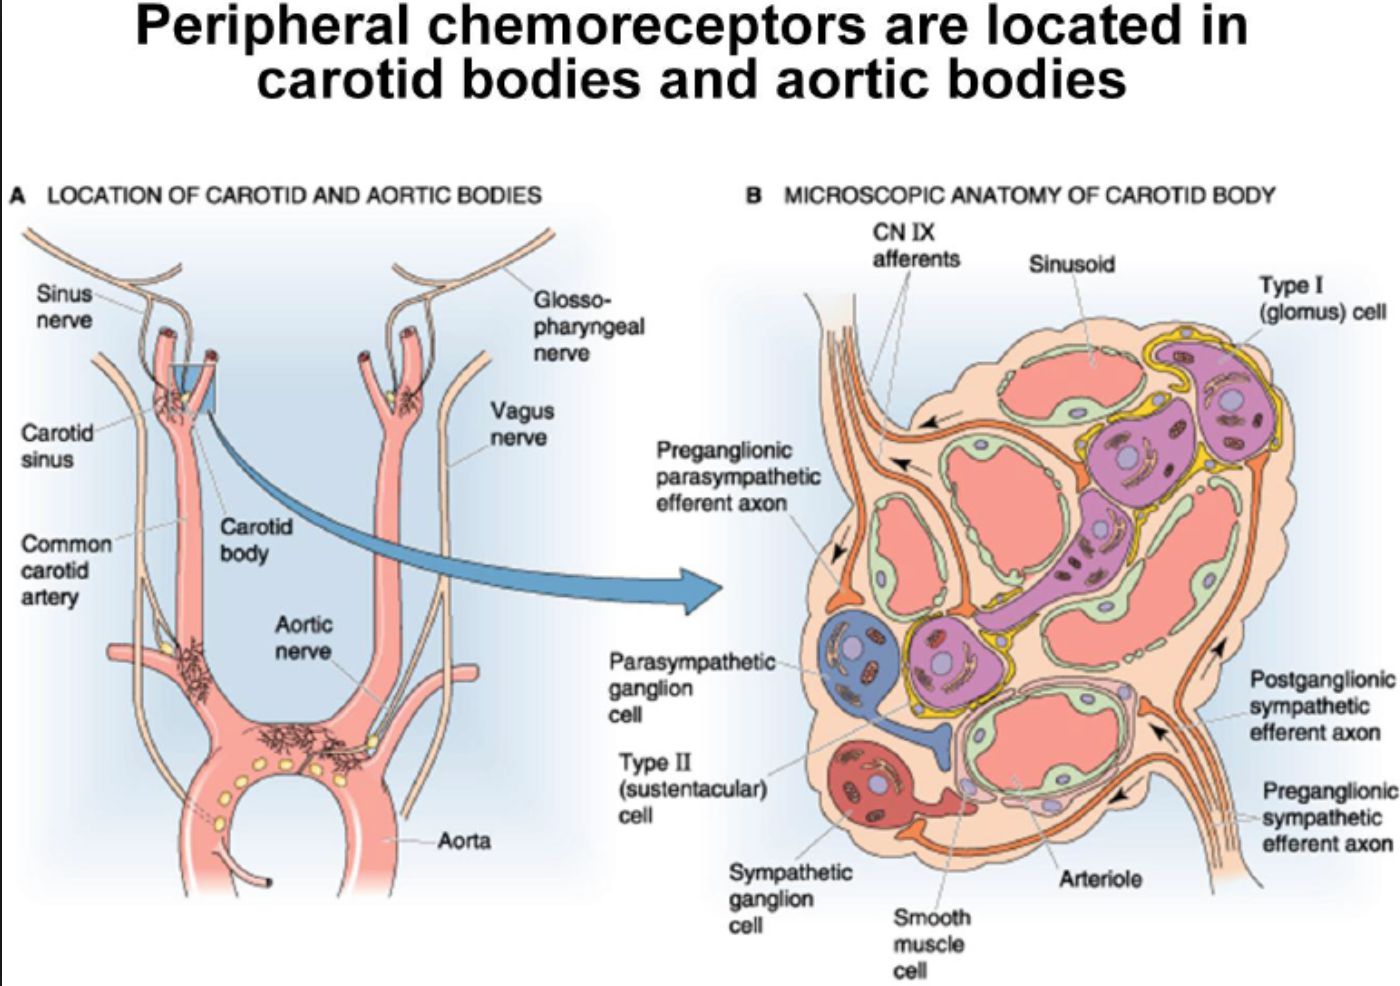 Peripheral chemoreceptors are located in
carotid bodies and aortic bodies
A LOCATION OF CAROTID AND AORTIC BODIES
Sinus
nerve
Glosso-
pharyngeal
nerve
Vagus
nerve
Carotid
sinus
Carotid
body
Common
carotid
artery
Aortic
nerve
Aorta
B MICROSCOPIC ANATOMY OF CAROTID BODY
CN IX
afferents
Sinusoid
Type I
(glomus) cell
Preganglionic
parasympathetic
efferent axon
Parasympathetic
ganglion
cell
Type II
(sustentacular)
cell
Sympathetic
ganglion
cell
Smooth
muscle
cell
Arteriole
Postganglionic
sympathetic
efferent axon
Preganglionic
sympathetic
efferent axon